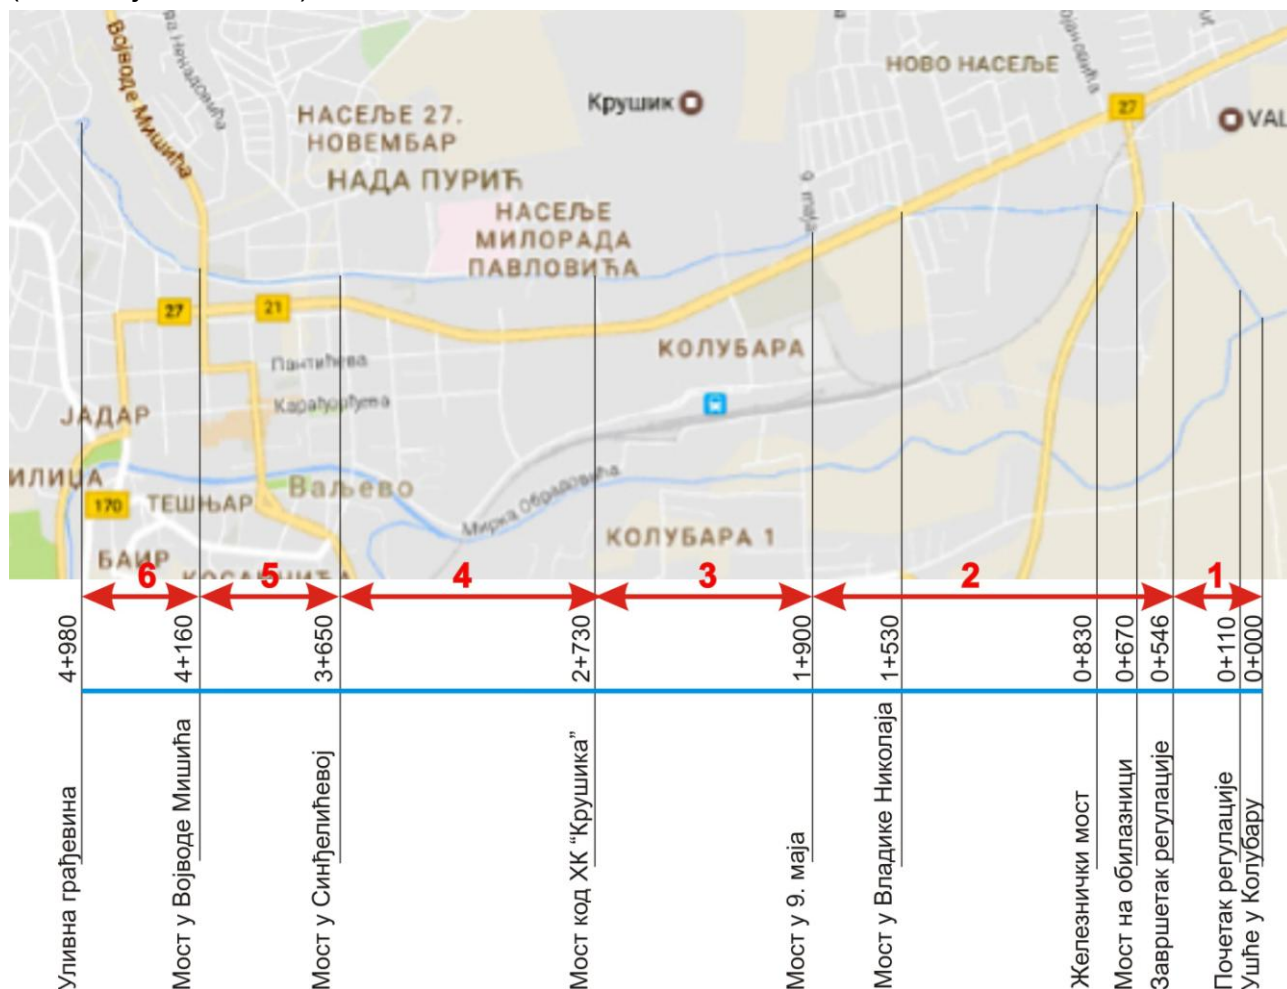 Војводе Мишића
Ненадовића
НАСЕЉЕ 27.
НОВЕМБАР
НАДА ПУРИЋ
НАСЕЉЕ
МИЛОРАДА
ПАВЛОВИЋА
Крушик
НОВО НАСЕЉЕ
27
VAL
9. maja
27
21
Пантићева
Карађорђева
КОЛУБАРА
ЈАДАР
ИЛИЏА
170
ТЕШЊАР
Ваљево
Мирка Обрадовића
БАИР
КОЛУБАРА 1
6
5
4
3
2
1
4+980
4+160
3+650
2+730
1+900
1+530
0+830
0+670
0+546
0+110
0+000
Уливна грађевина
Мост у Војводе Мишића
Мост у Синђелићевој
Мост код ХК “Крушика”
Мост у 9. маја
Мост у Владике Николаја
Железнички мост
Мост на обилазници
Завршетак регулације
Почетак регулације
Ушће у Колубару